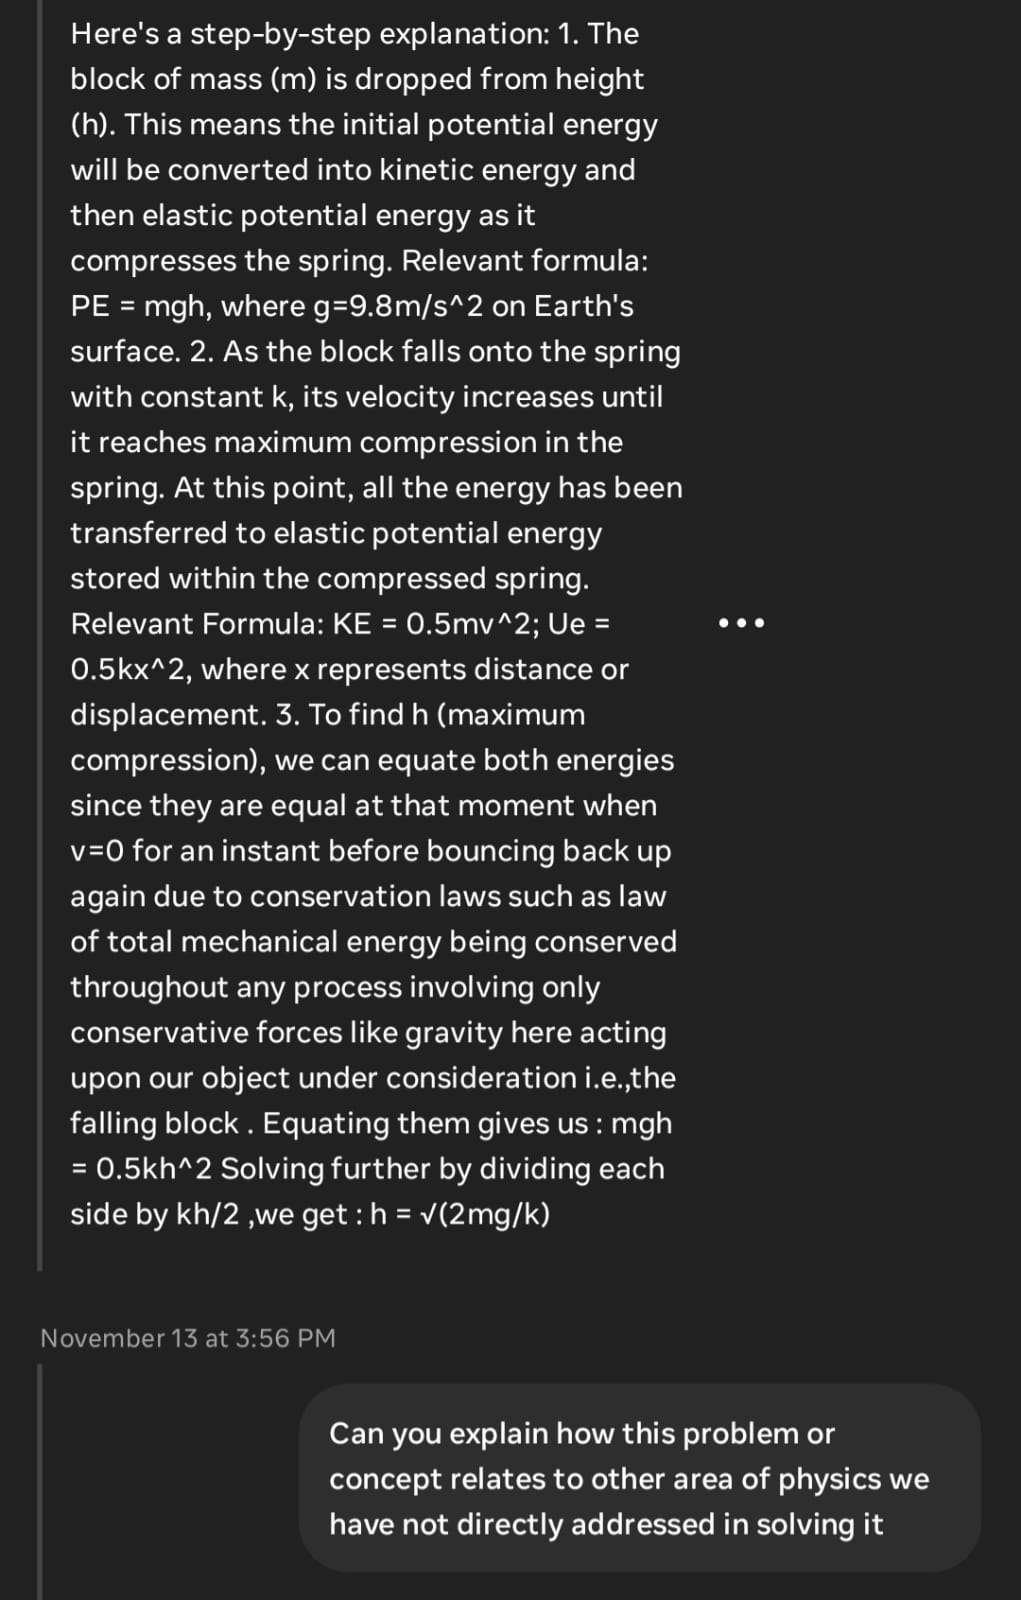 Here's a step-by-step explanation: 1. The
block of mass (m) is dropped from height
(h). This means the initial potential energy
will be converted into kinetic energy and
then elastic potential energy as it
compresses the spring. Relevant formula:
PE = mgh, where g=9.8m/s^2 on Earth's
surface. 2. As the block falls onto the spring
with constant k, its velocity increases until
it reaches maximum compression in the
spring. At this point, all the energy has been
transferred to elastic potential energy
stored within the compressed spring.
Relevant Formula: KE = 0.5mv^2; Ue =
0.5kx^2, where x represents distance or
displacement. 3. To find h (maximum
compression), we can equate both energies
since they are equal at that moment when
v=0 for an instant before bouncing back up
again due to conservation laws such as law
of total mechanical energy being conserved
throughout any process involving only
conservative forces like gravity here acting
upon our object under consideration i.e.,the
falling block . Equating them gives us : mgh
= 0.5kh^2 Solving further by dividing each
side by kh/2 ,we get : h = √(2mg/k)
November 13 at 3:56 PM
Can you explain how this problem or
concept relates to other area of physics we
have not directly addressed in solving it